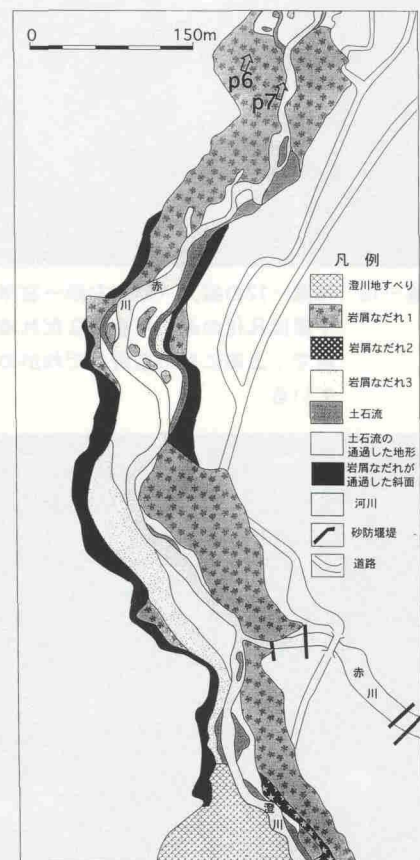 0 150m
p6
p7
赤
川
凡 例
澄川地すべり
岩屑なだれ1
岩屑なだれ2
岩屑なだれ3
土石流
土石流の
通過した地形
岩屑なだれが
通過した斜面
河川
砂防堰堤
道路
赤
川
澄
川